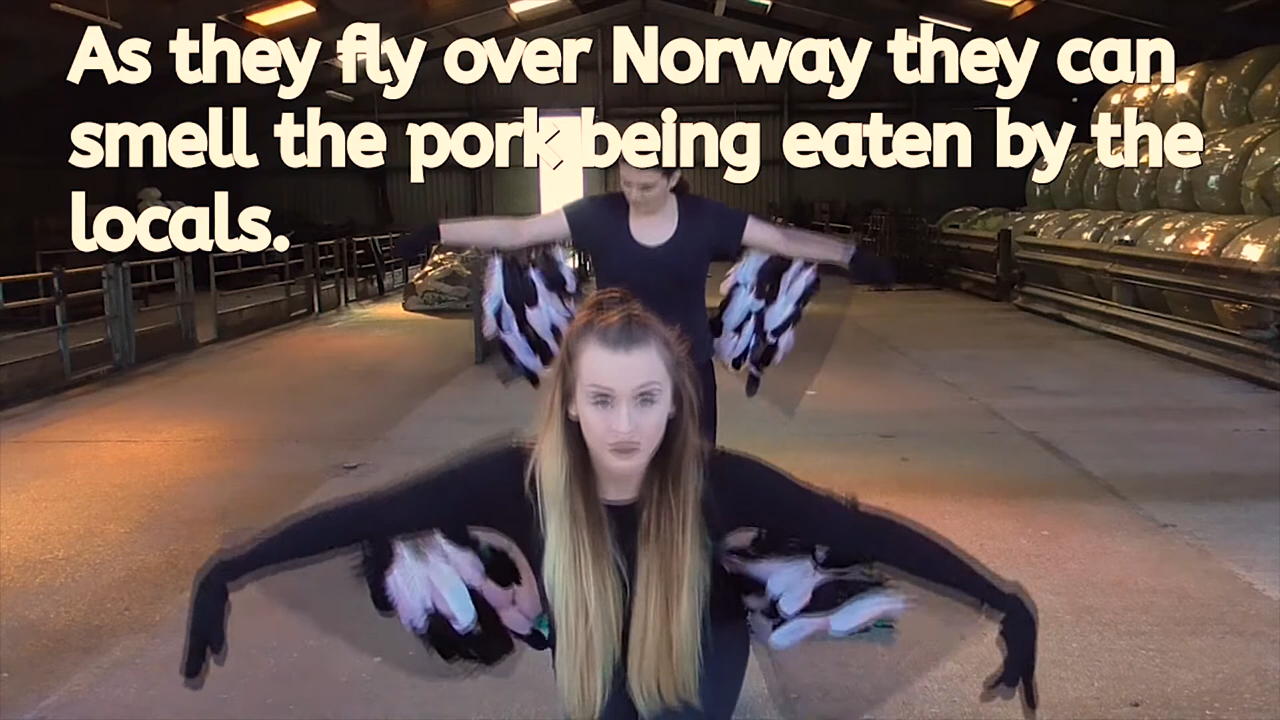 As they fly over Norway they can
smell the pork being eaten by the
locals.